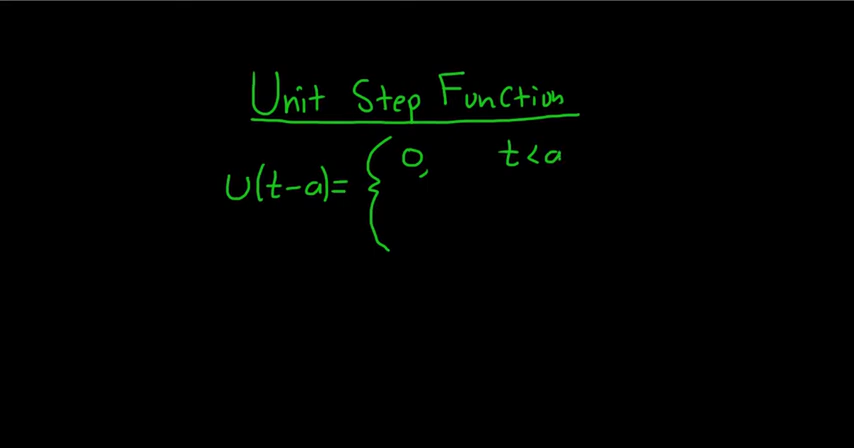 Unit Step Function
U(t-a)= { 0, t<a